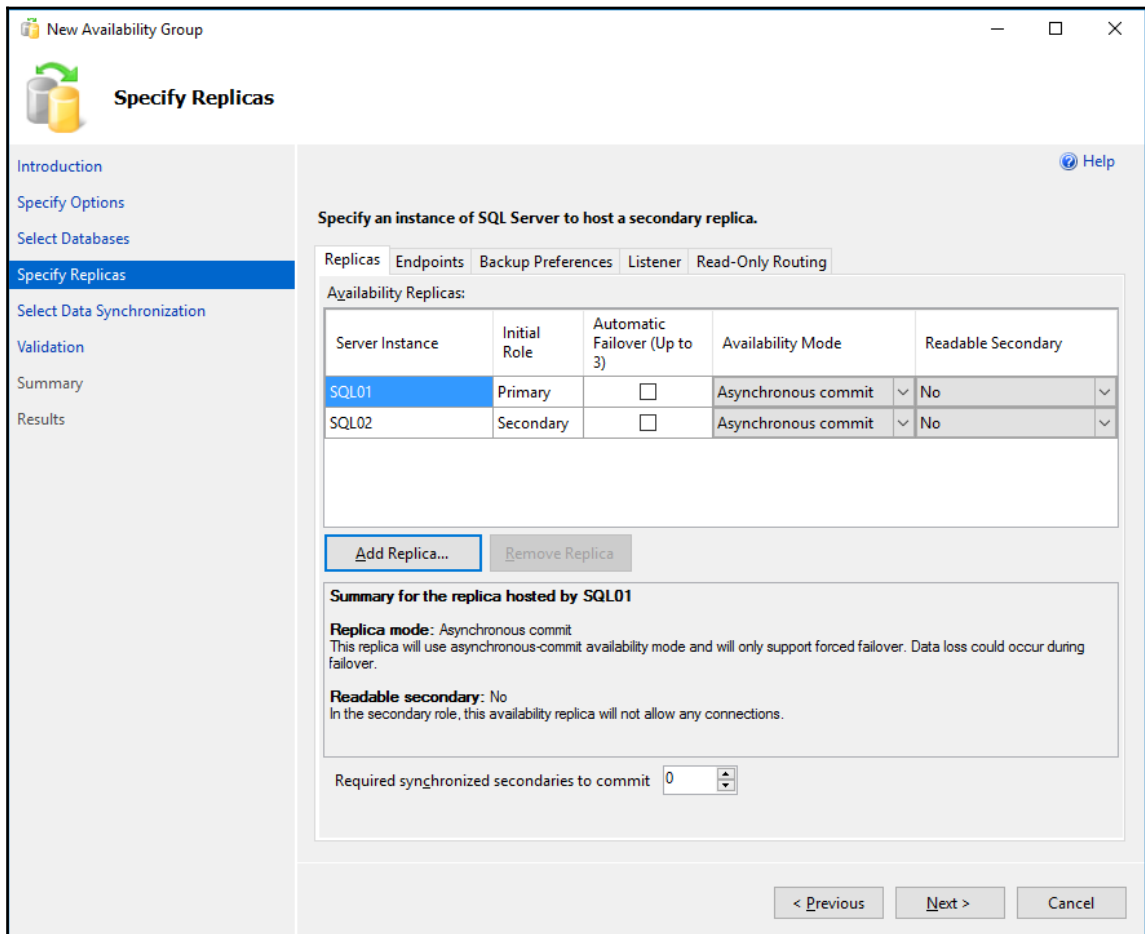 New Availability Group
Specify Replicas
Introduction
Specify Options
Select Databases
Specify Replicas
Select Data Synchronization
Validation
Summary
Results
Help
Specify an instance of SQL Server to host a secondary replica.
Replicas Endpoints Backup Preferences Listener Read-Only Routing
Availability Replicas:
Server Instance Initial Role Automatic Failover (Up to 3) Availability Mode Readable Secondary
SQL01 Primary Asynchronous commit No
SQL02 Secondary Asynchronous commit No
Add Replica... Remove Replica
Summary for the replica hosted by SQL01
Replica mode: Asynchronous commit
This replica will use asynchronous-commit availability mode and will only support forced failover. Data loss could occur during
failover.
Readable secondary: No
In the secondary role, this availability replica will not allow any connections.
Required synchronized secondaries to commit 0
< Previous Next > Cancel